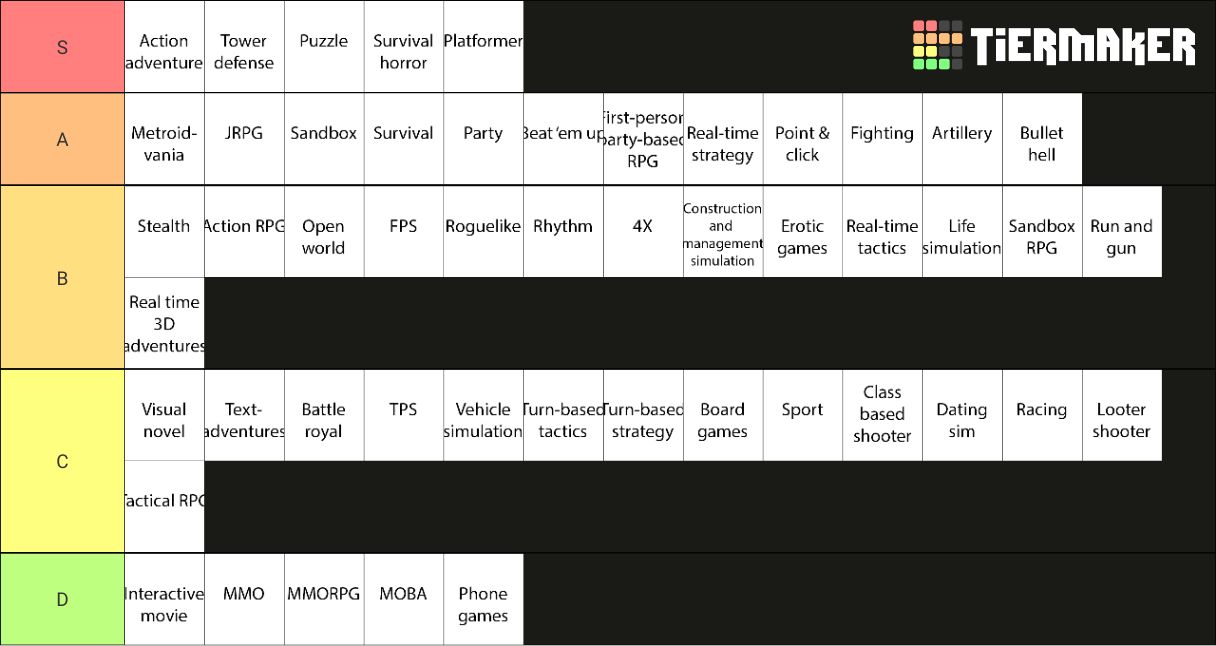 S
Action
adventure
Tower
defense
Puzzle
Survival
horror
Platformer
TiERMAKER
A
Metroid-
vania
JRPG
Sandbox
Survival
Party
Beat 'em up
First-person
party-based
RPG
Real-time
strategy
Point &
click
Fighting
Artillery
Bullet
hell
B
Stealth
Action RPG
Open
world
FPS
Roguelike
Rhythm
4X
Construction
and
management
simulation
Erotic
games
Real-time
tactics
Life
simulation
Sandbox
RPG
Run and
gun
Real time
3D
adventures
C
Visual
novel
Text-
adventures
Battle
royal
TPS
Vehicle
simulation
Turn-based
tactics
Turn-based
strategy
Board
games
Sport
Class
based
shooter
Dating
sim
Racing
Looter
shooter
Tactical RPG
D
Interactive
movie
MMO
MMORPG
MOBA
Phone
games